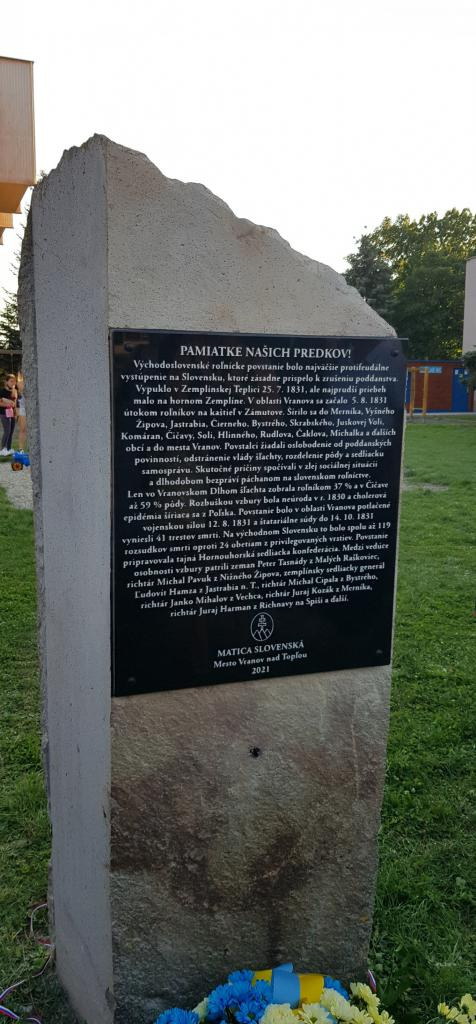 PAMIATKE NAŠICH PREDKOV!
Východoslovenské roľnícke povstanie bolo najväčšie protifeudálne
vystúpenie na Slovensku, ktoré zásadne prispelo k zrušeniu poddanstva.
Vypuklo v Zemplínskej Teplici 25. 7. 1831, ale najprudší priebeh
malo na hornom Zemplíne. V oblasti Vranova sa začalo 5. 8. 1831
útokom roľníkov na kaštieľ v Zámutove. Šírilo sa do Merníka, Vyšného
Žipova, Jastrabia, Čierneho, Bystrého, Skrabského, Juskovej Voli,
Komáran, Čičavy, Soli, Hlinného, Rudlova, Čaklova, Michalka a ďalších
obcí a do mesta Vranov. Povstalci žiadali oslobodenie od poddanských
povinností, odstránenie vlády šľachty, rozdelenie pôdy a sedliacku
samosprávu. Skutočné príčiny spočívali v zlej sociálnej situácii
a dlhodobom bezpráví páchanom na slovenskom roľníctve.
Len vo Vranovskom Dlhom šľachta zobrala roľníkom 37 % a v Čičave
až 59 % pôdy. Rozbuškou vzbury bola neúroda v r. 1830 a cholerová
epidémia šíriaca sa z Poľska. Povstanie bolo v oblasti Vranova potlačené
vojenskou silou 12. 8. 1831 a štatariálne súdy do 14. 10. 1831
vyniesli 41 trestov smrti. Na východnom Slovensku to bolo spolu až 119
rozsudkov smrti oproti 24 obetiam z privilegovaných vrstiev. Povstanie
pripravovala tajná Hornouhorská sedliacka konfederácia. Medzi vedúce
osobnosti vzbury patrili zeman Peter Tasnády z Malých Raškoviec,
richtár Michal Pavuk z Nižného Žipova, zemplínsky sedliacky generál
Ľudovít Hamza z Jastrabia n. T., richtár Michal Cipala z Bystrého,
richtár Janko Mihalov z Vechca, richtár Juraj Kozák z Merníka,
richtár Juraj Harman z Richnavy na Spiši a ďalší.
MATICA SLOVENSKÁ
Mesto Vranov nad Topľou
2021